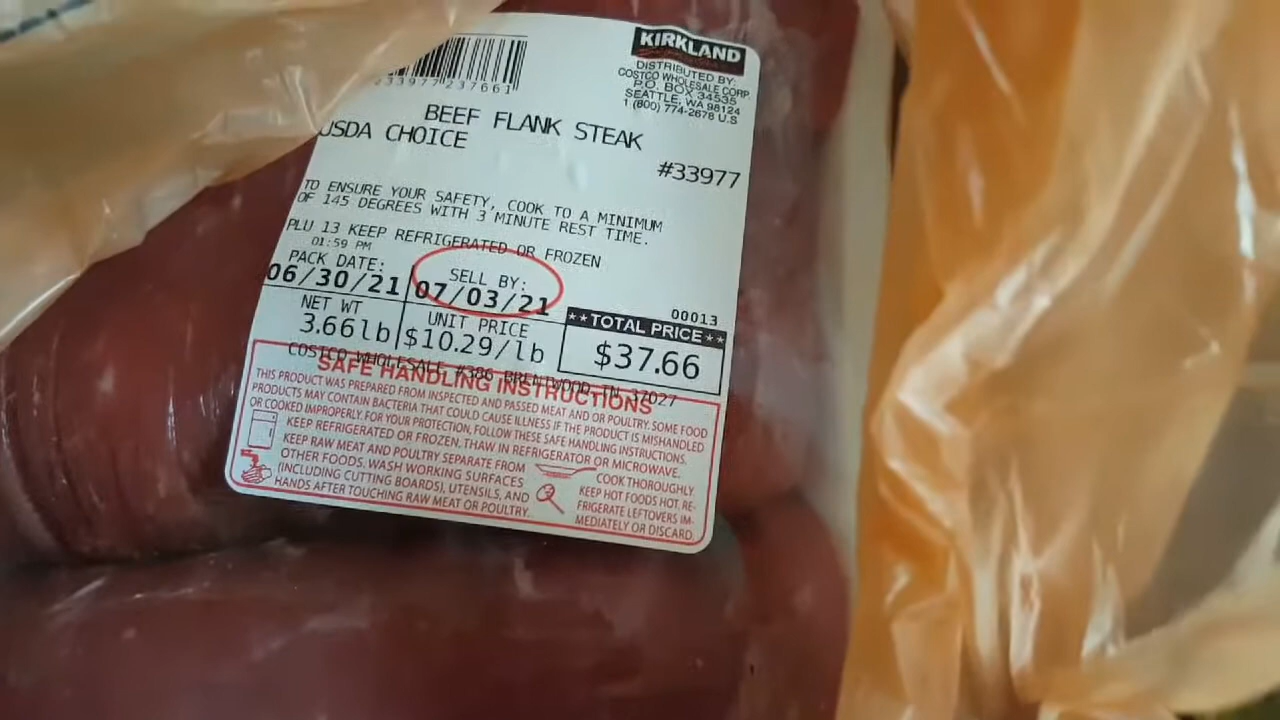 KIRKLAND
DISTRIBUTED BY:
COSTCO WHOLESALE CORP.
P.O. BOX 34535
SEATTLE, WA 98124
1 (800) 774-2678 U.S
33977 237661
BEEF FLANK STEAK
USDA CHOICE
#33977
TO ENSURE YOUR SAFETY, COOK TO A MINIMUM
OF 145 DEGREES WITH 3 MINUTE REST TIME.
PLU 13 KEEP REFRIGERATED OR FROZEN
01:59 PM
PACK DATE:
06/30/21
SELL BY:
07/03/21
00013
NET WT
3.66lb
UNIT PRICE
$10.29/lb
**TOTAL PRICE**
$37.66
COSTCO WHOLESALE #386 BRENTWOOD, TN 37027
SAFE HANDLING INSTRUCTIONS
THIS PRODUCT WAS PREPARED FROM INSPECTED AND PASSED MEAT AND OR POULTRY. SOME FOOD
PRODUCTS MAY CONTAIN BACTERIA THAT COULD CAUSE ILLNESS IF THE PRODUCT IS MISHANDLED
OR COOKED IMPROPERLY. FOR YOUR PROTECTION, FOLLOW THESE SAFE HANDLING INSTRUCTIONS.
KEEP REFRIGERATED OR FROZEN. THAW IN REFRIGERATOR OR MICROWAVE.
KEEP RAW MEAT AND POULTRY SEPARATE FROM
OTHER FOODS. WASH WORKING SURFACES
(INCLUDING CUTTING BOARDS), UTENSILS, AND
HANDS AFTER TOUCHING RAW MEAT OR POULTRY.
COOK THOROUGHLY.
KEEP HOT FOODS HOT. RE-
FRIGERATE LEFTOVERS IM-
MEDIATELY OR DISCARD.